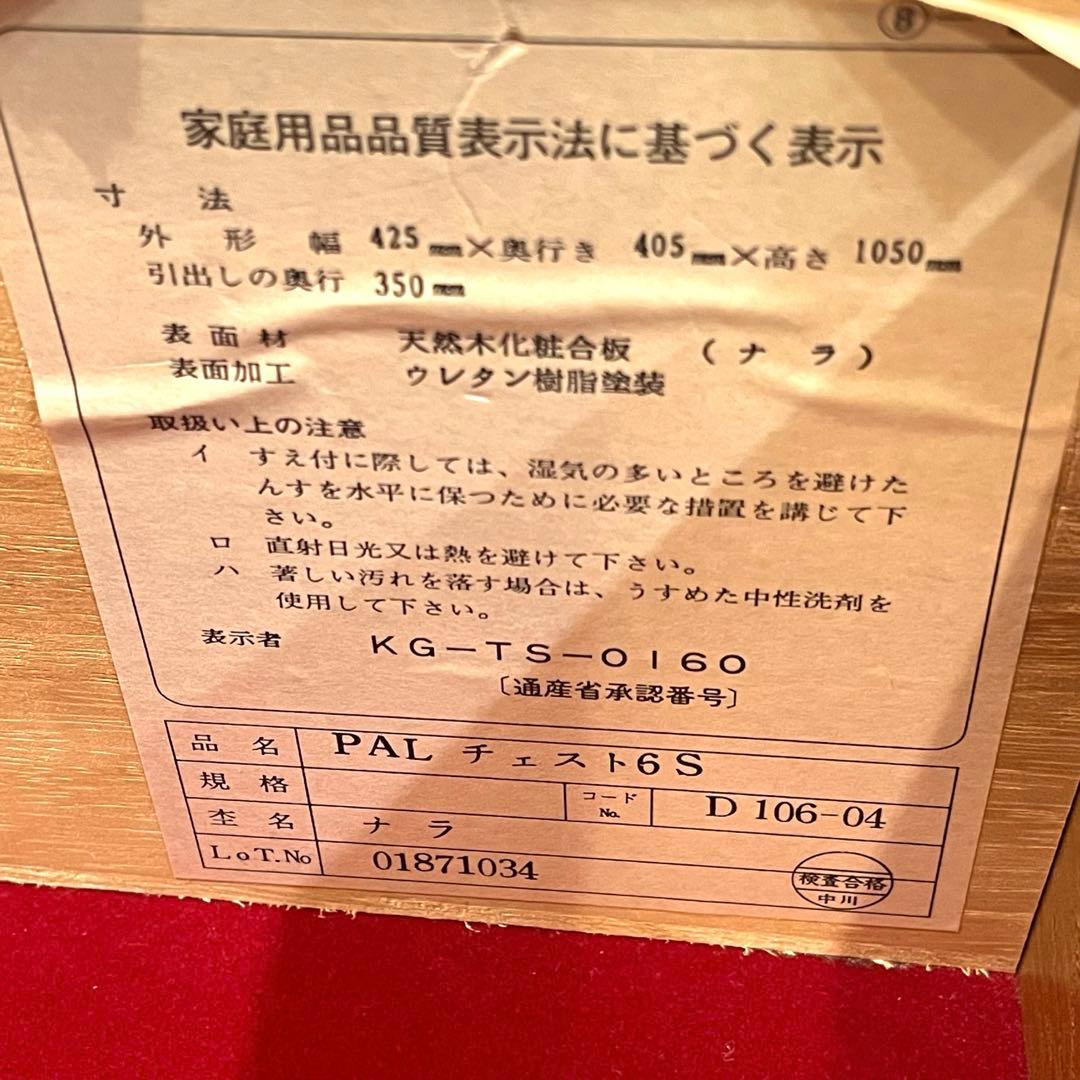 ⑧
家庭用品品質表示法に基づく表示
寸法
外形 幅 425mm×奥行き 405mm×高さ 1050mm
引出しの奥行 350mm
表面材 天然木化粧合板 (ナラ)
表面加工 ウレタン樹脂塗装
取扱い上の注意
イ すえ付に際しては、湿気の多いところを避けた
んすを水平に保つために必要な措置を講じて下
さい。
ロ 直射日光又は熱を避けて下さい。
ハ 著しい汚れを落す場合は、うすめた中性洗剤を
使用して下さい。
表示者 KG-TS-0160
〔通産省承認番号〕
品名 PAL チェスト6S
規格 コードNo. D 106-04
杢名 ナラ
LoT.No 01871034
検査合格
中川